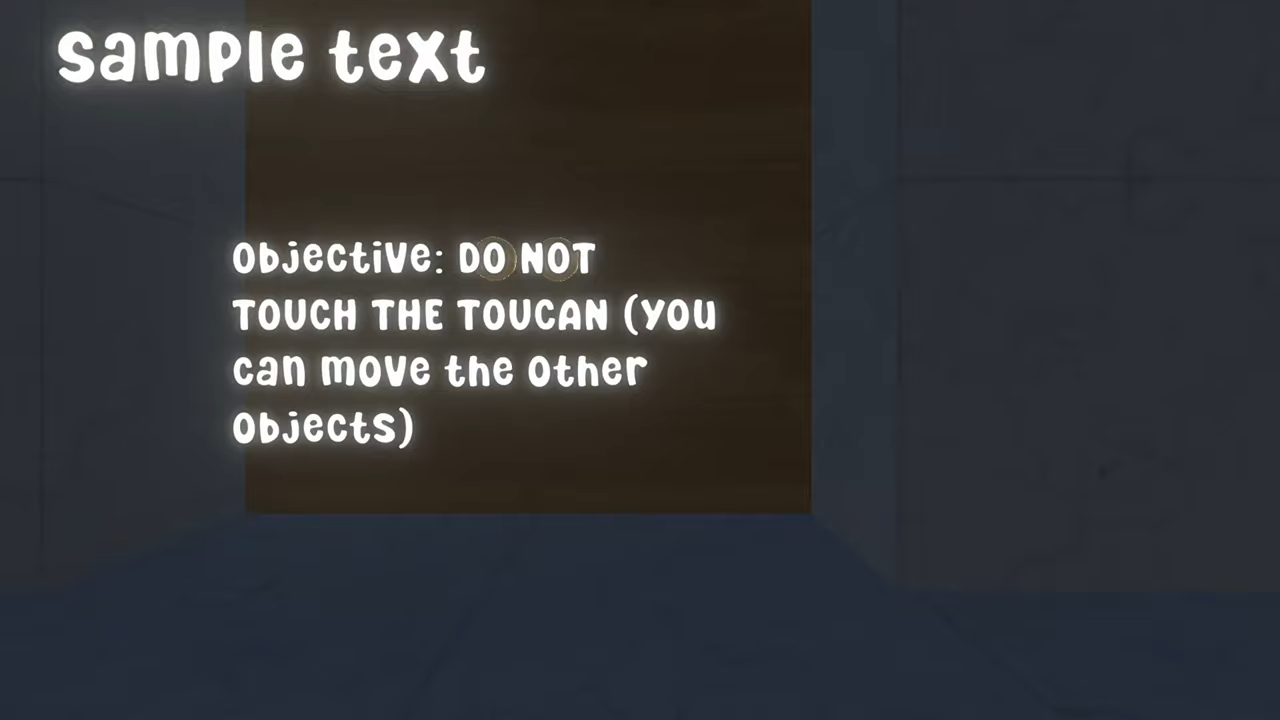 Sample text
Objective: DO NOT
TOUCH THE TOUCAN (you
can move the other
objects)